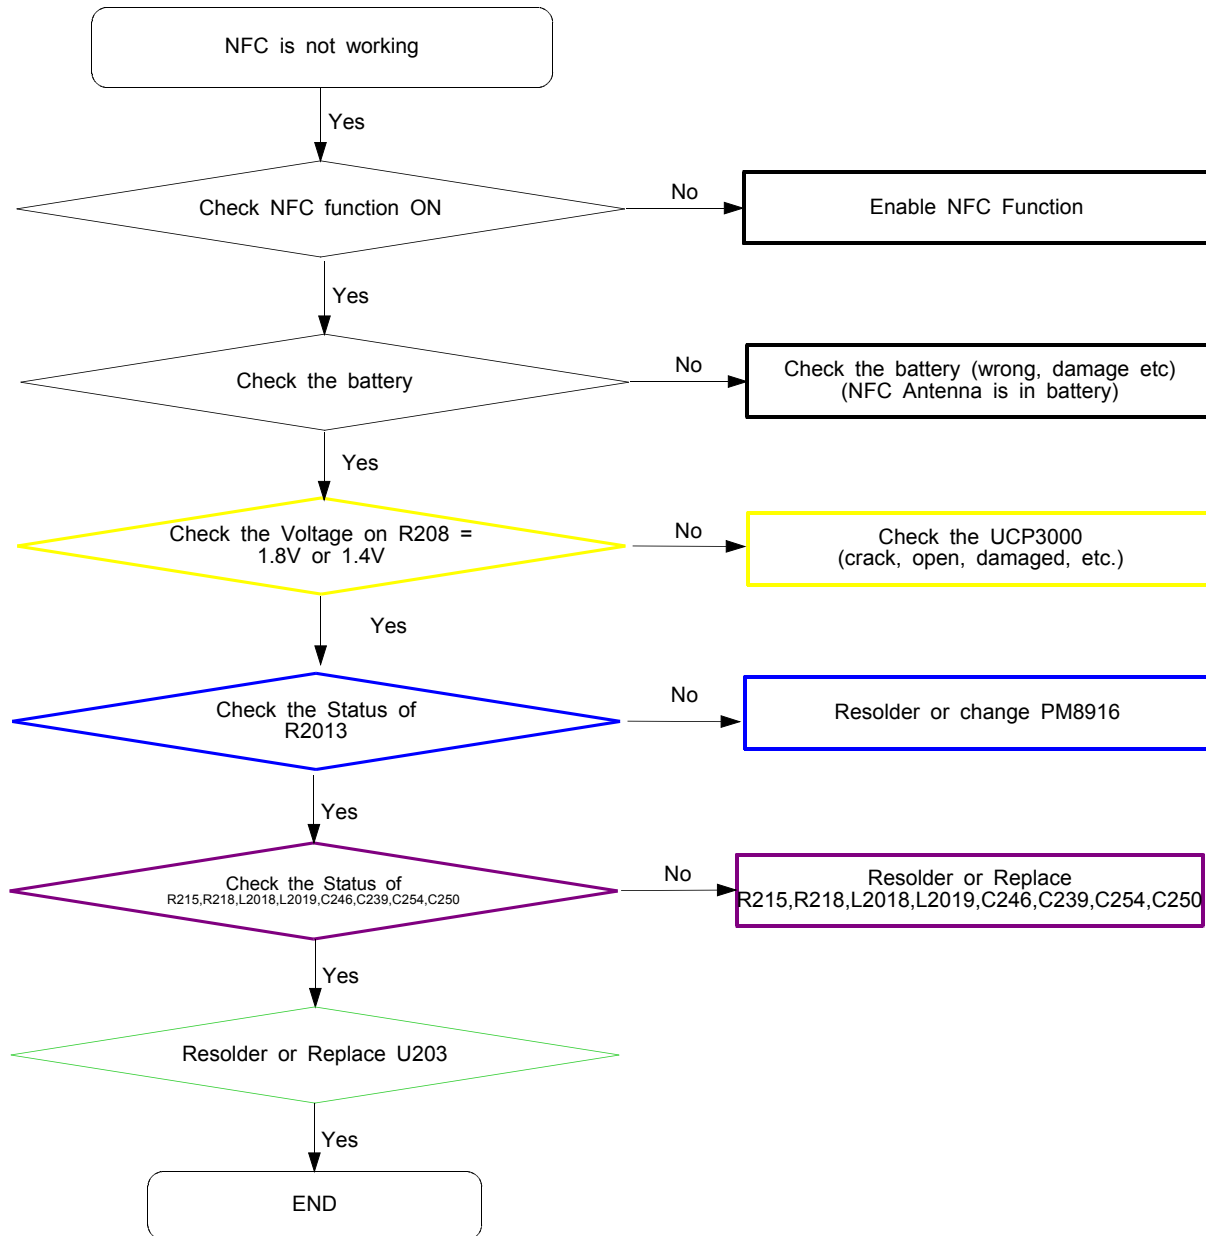 NFC is not working
Yes
Check NFC function ON
No
Enable NFC Function
Yes
Check the battery
No
Check the battery (wrong, damage etc)
(NFC Antenna is in battery)
Yes
Check the Voltage on R208 =
1.8V or 1.4V
No
Check the UCP3000
(crack, open, damaged, etc.)
Yes
Check the Status of
R2013
No
Resolder or change PM8916
Yes
Check the Status of
R215,R218,L2018,L2019,C246,C239,C254,C250
No
Resolder or Replace
R215,R218,L2018,L2019,C246,C239,C254,C250
Yes
Resolder or Replace U203
Yes
END